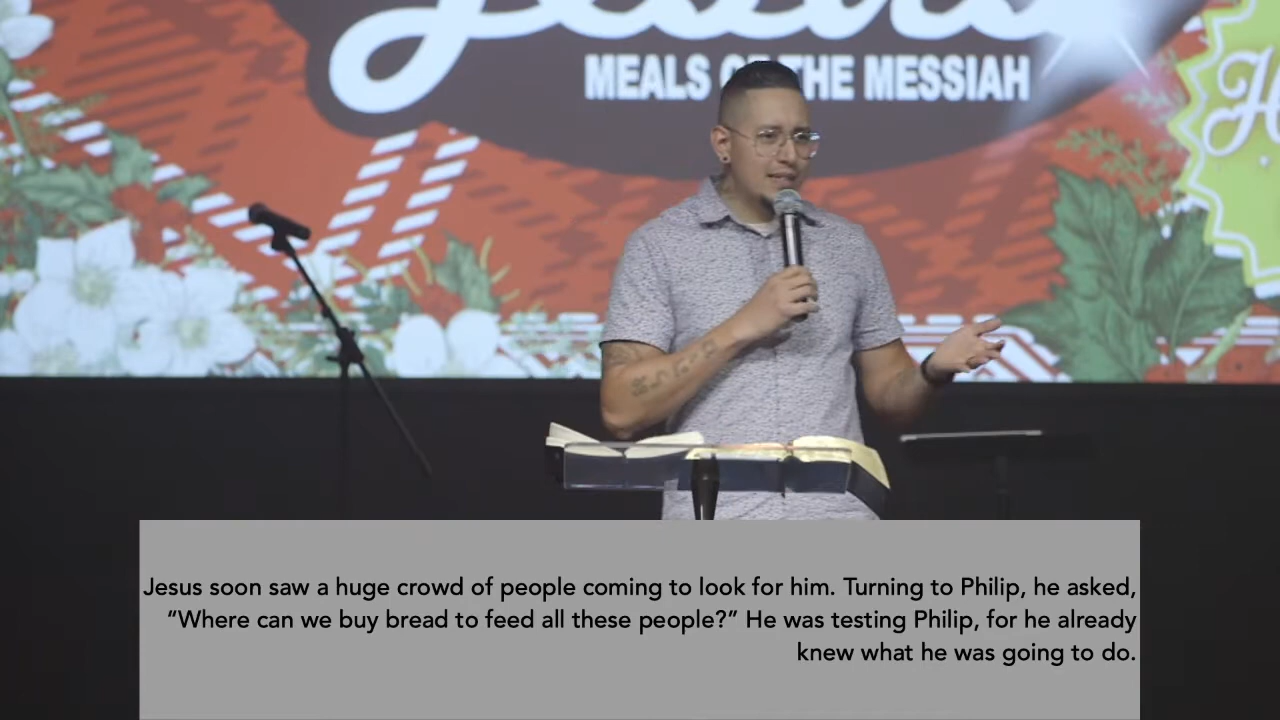 MEALS OF THE MESSIAH
Jesus soon saw a huge crowd of people coming to look for him. Turning to Philip, he asked,
“Where can we buy bread to feed all these people?” He was testing Philip, for he already
knew what he was going to do.